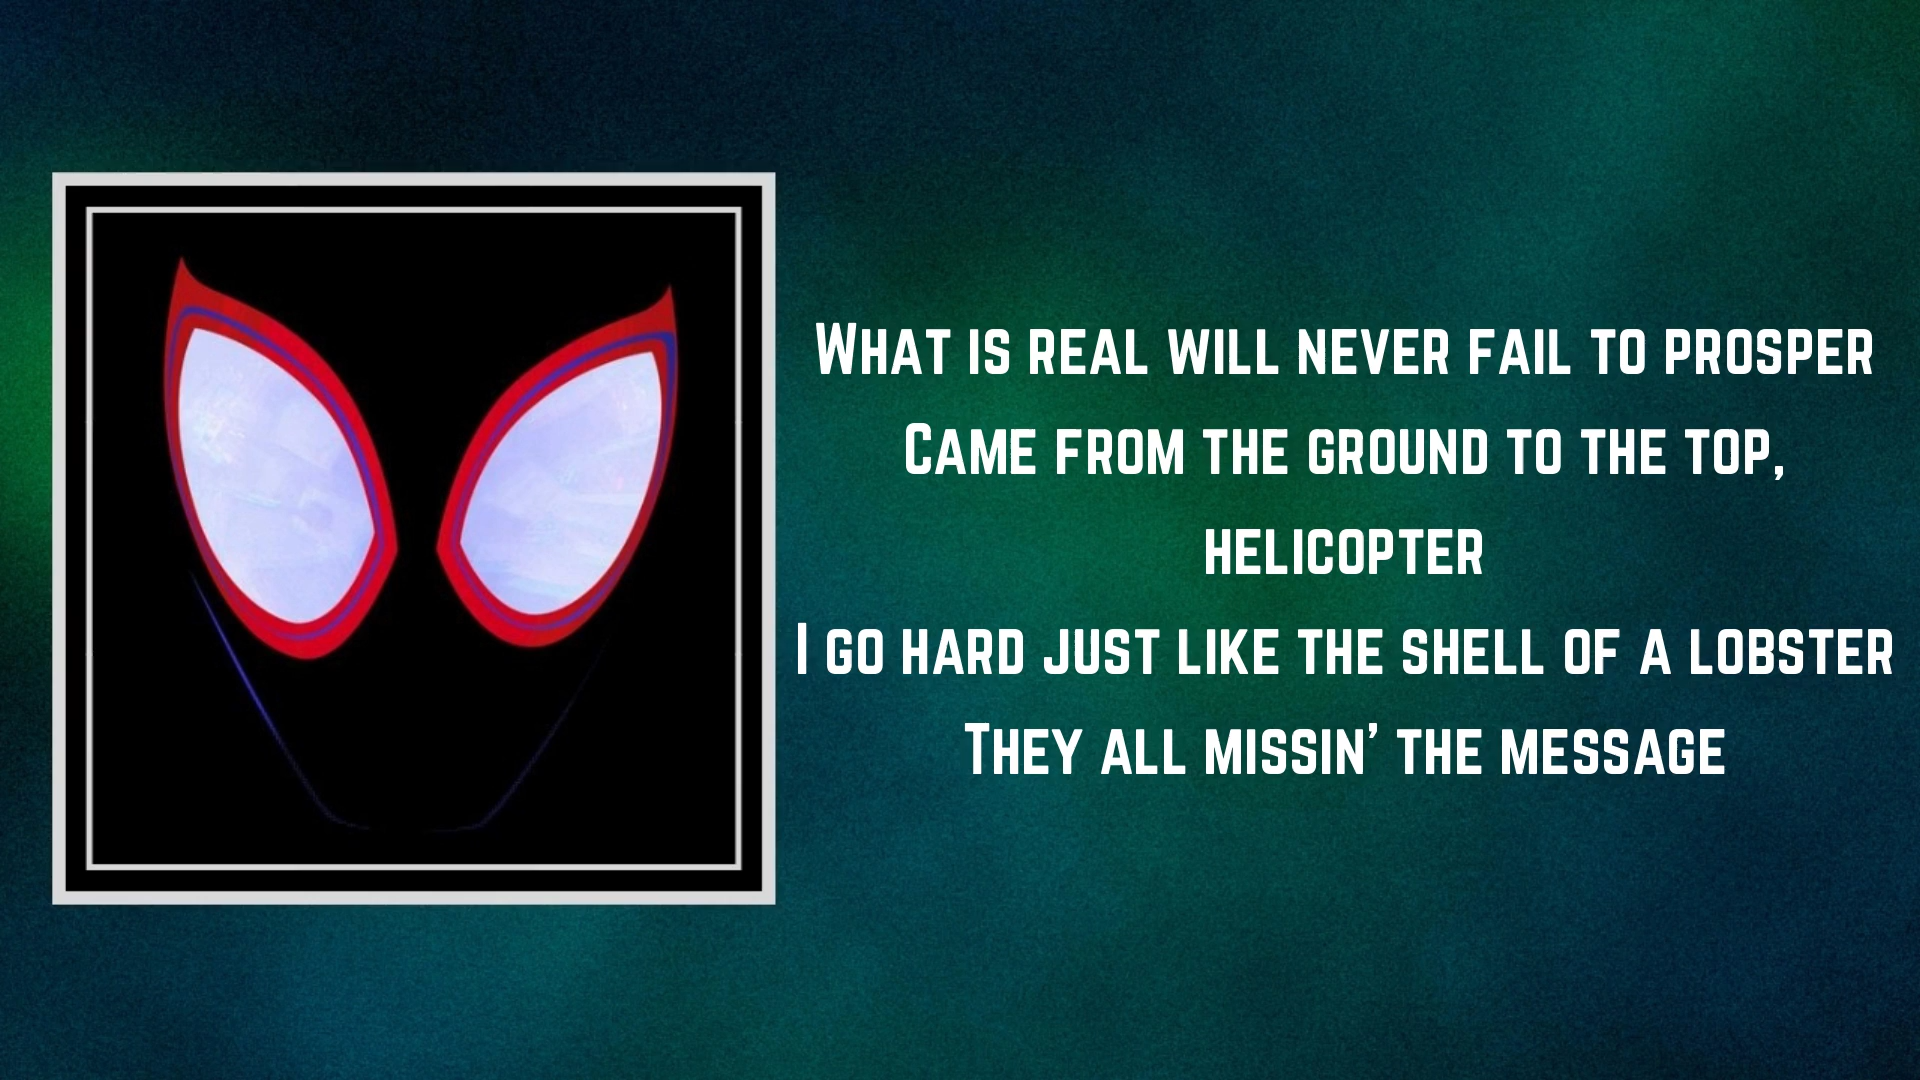 What is real will never fail to prosper
Came from the ground to the top,
helicopter
I go hard just like the shell of a lobster
They all missin' the message